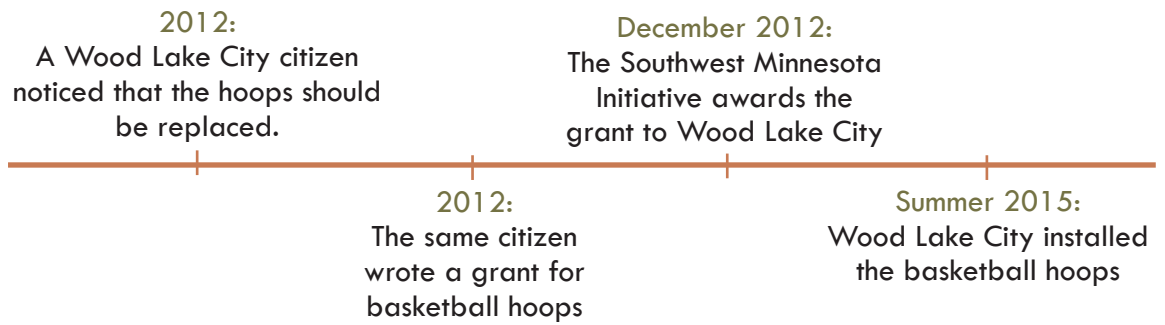 2012:
A Wood Lake City citizen
noticed that the hoops should
be replaced.
2012:
The same citizen
wrote a grant for
basketball hoops
December 2012:
The Southwest Minnesota
Initiative awards the
grant to Wood Lake City
Summer 2015:
Wood Lake City installed
the basketball hoops